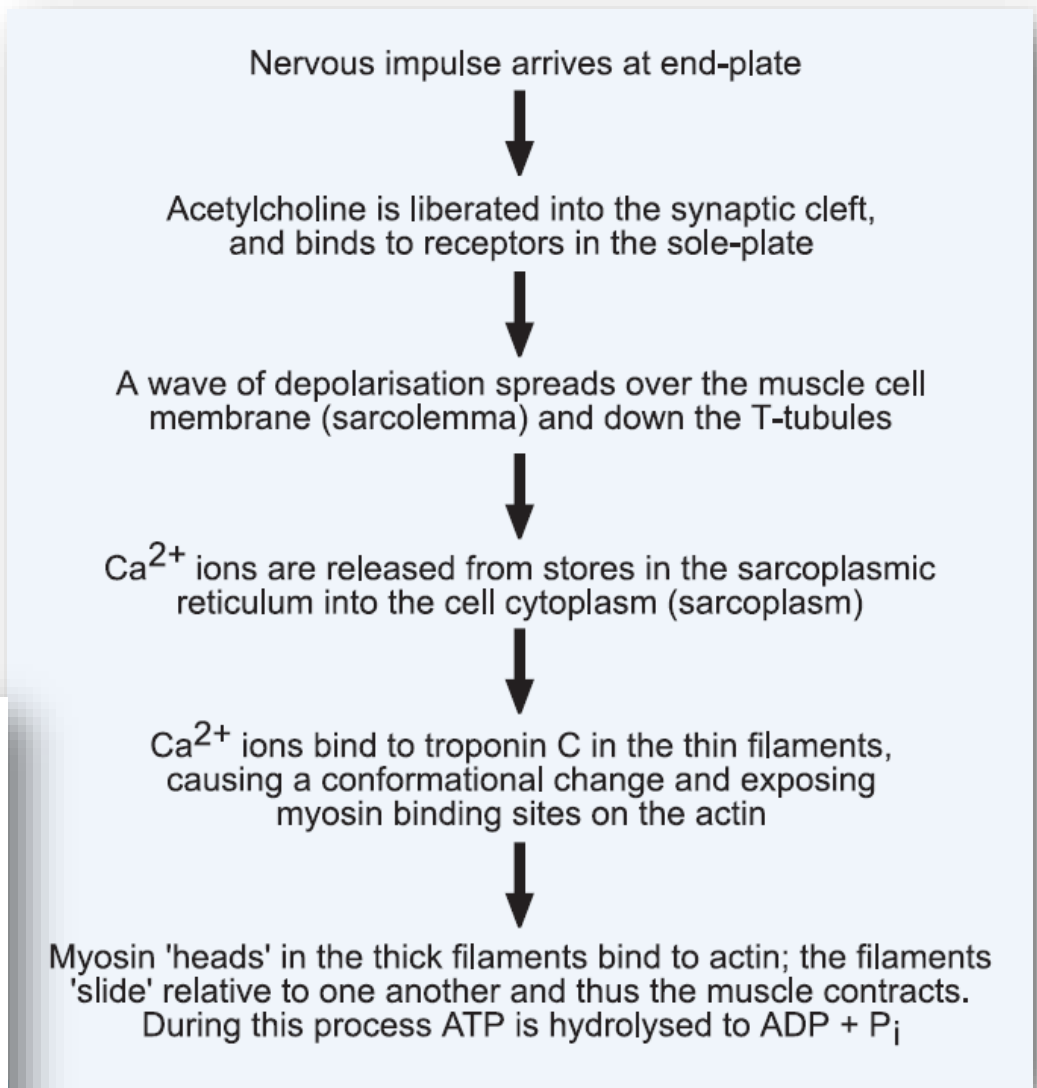 Nervous impulse arrives at end-plate
Acetylcholine is liberated into the synaptic cleft,
and binds to receptors in the sole-plate
A wave of depolarisation spreads over the muscle cell
membrane (sarcolemma) and down the T-tubules
Ca2+ ions are released from stores in the sarcoplasmic
reticulum into the cell cytoplasm (sarcoplasm)
Ca2+ ions bind to troponin C in the thin filaments,
causing a conformational change and exposing
myosin binding sites on the actin
Myosin 'heads' in the thick filaments bind to actin; the filaments
'slide' relative to one another and thus the muscle contracts.
During this process ATP is hydrolysed to ADP + Pi